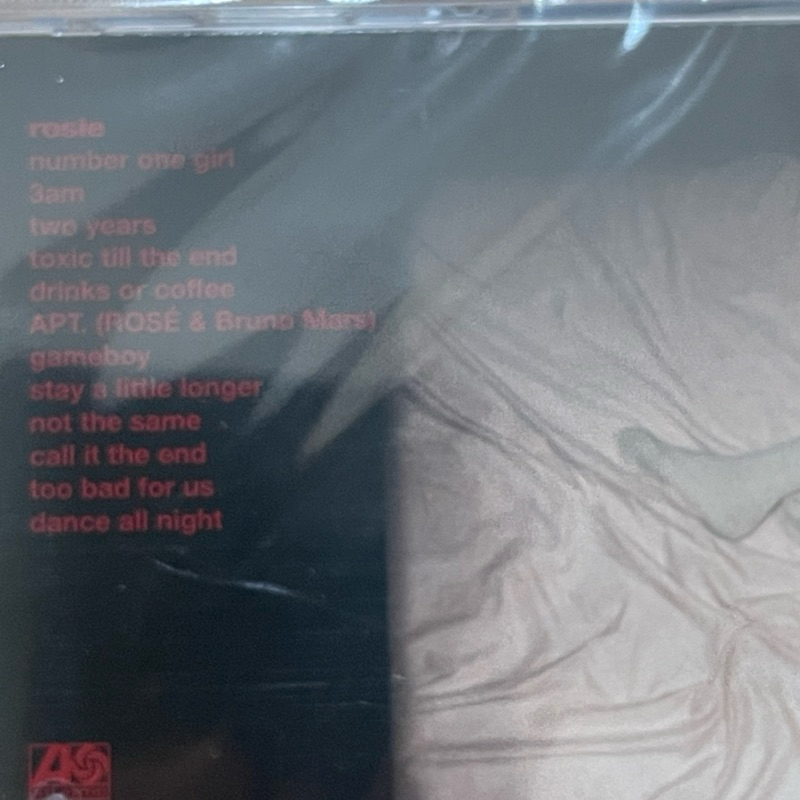 rosie
number one girl
3am
two years
toxic till the end
drinks or coffee
APT. (ROSÉ & Bruno Mars)
gameboy
stay a little longer
not the same
call it the end
too bad for us
dance all night